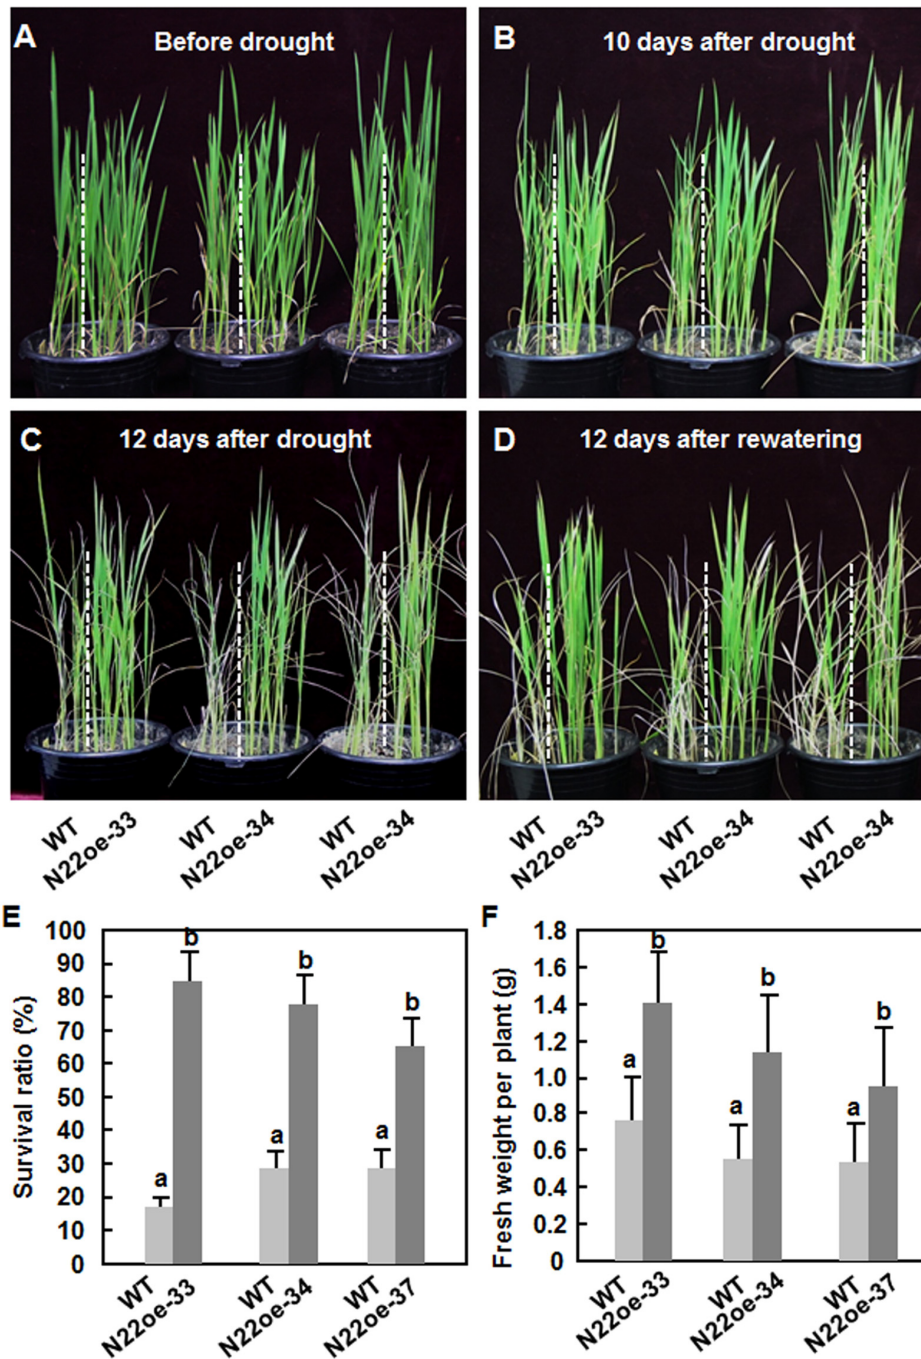 A
Before drought
B
10 days after drought
C
12 days after drought
D
12 days after rewatering
WT
N22oe-33
WT
N22oe-34
WT
N22oe-34
WT
N22oe-33
WT
N22oe-34
WT
N22oe-34
E
Survival ratio (%)
100
90
80
70
60
50
40
30
20
10
0
a
b
a
b
a
b
WT
N22oe-33
WT
N22oe-34
WT
N22oe-37
F
Fresh weight per plant (g)
1.8
1.6
1.4
1.2
1.0
0.8
0.6
0.4
0.2
0
a
b
a
b
a
b
WT
N22oe-33
WT
N22oe-34
WT
N22oe-37